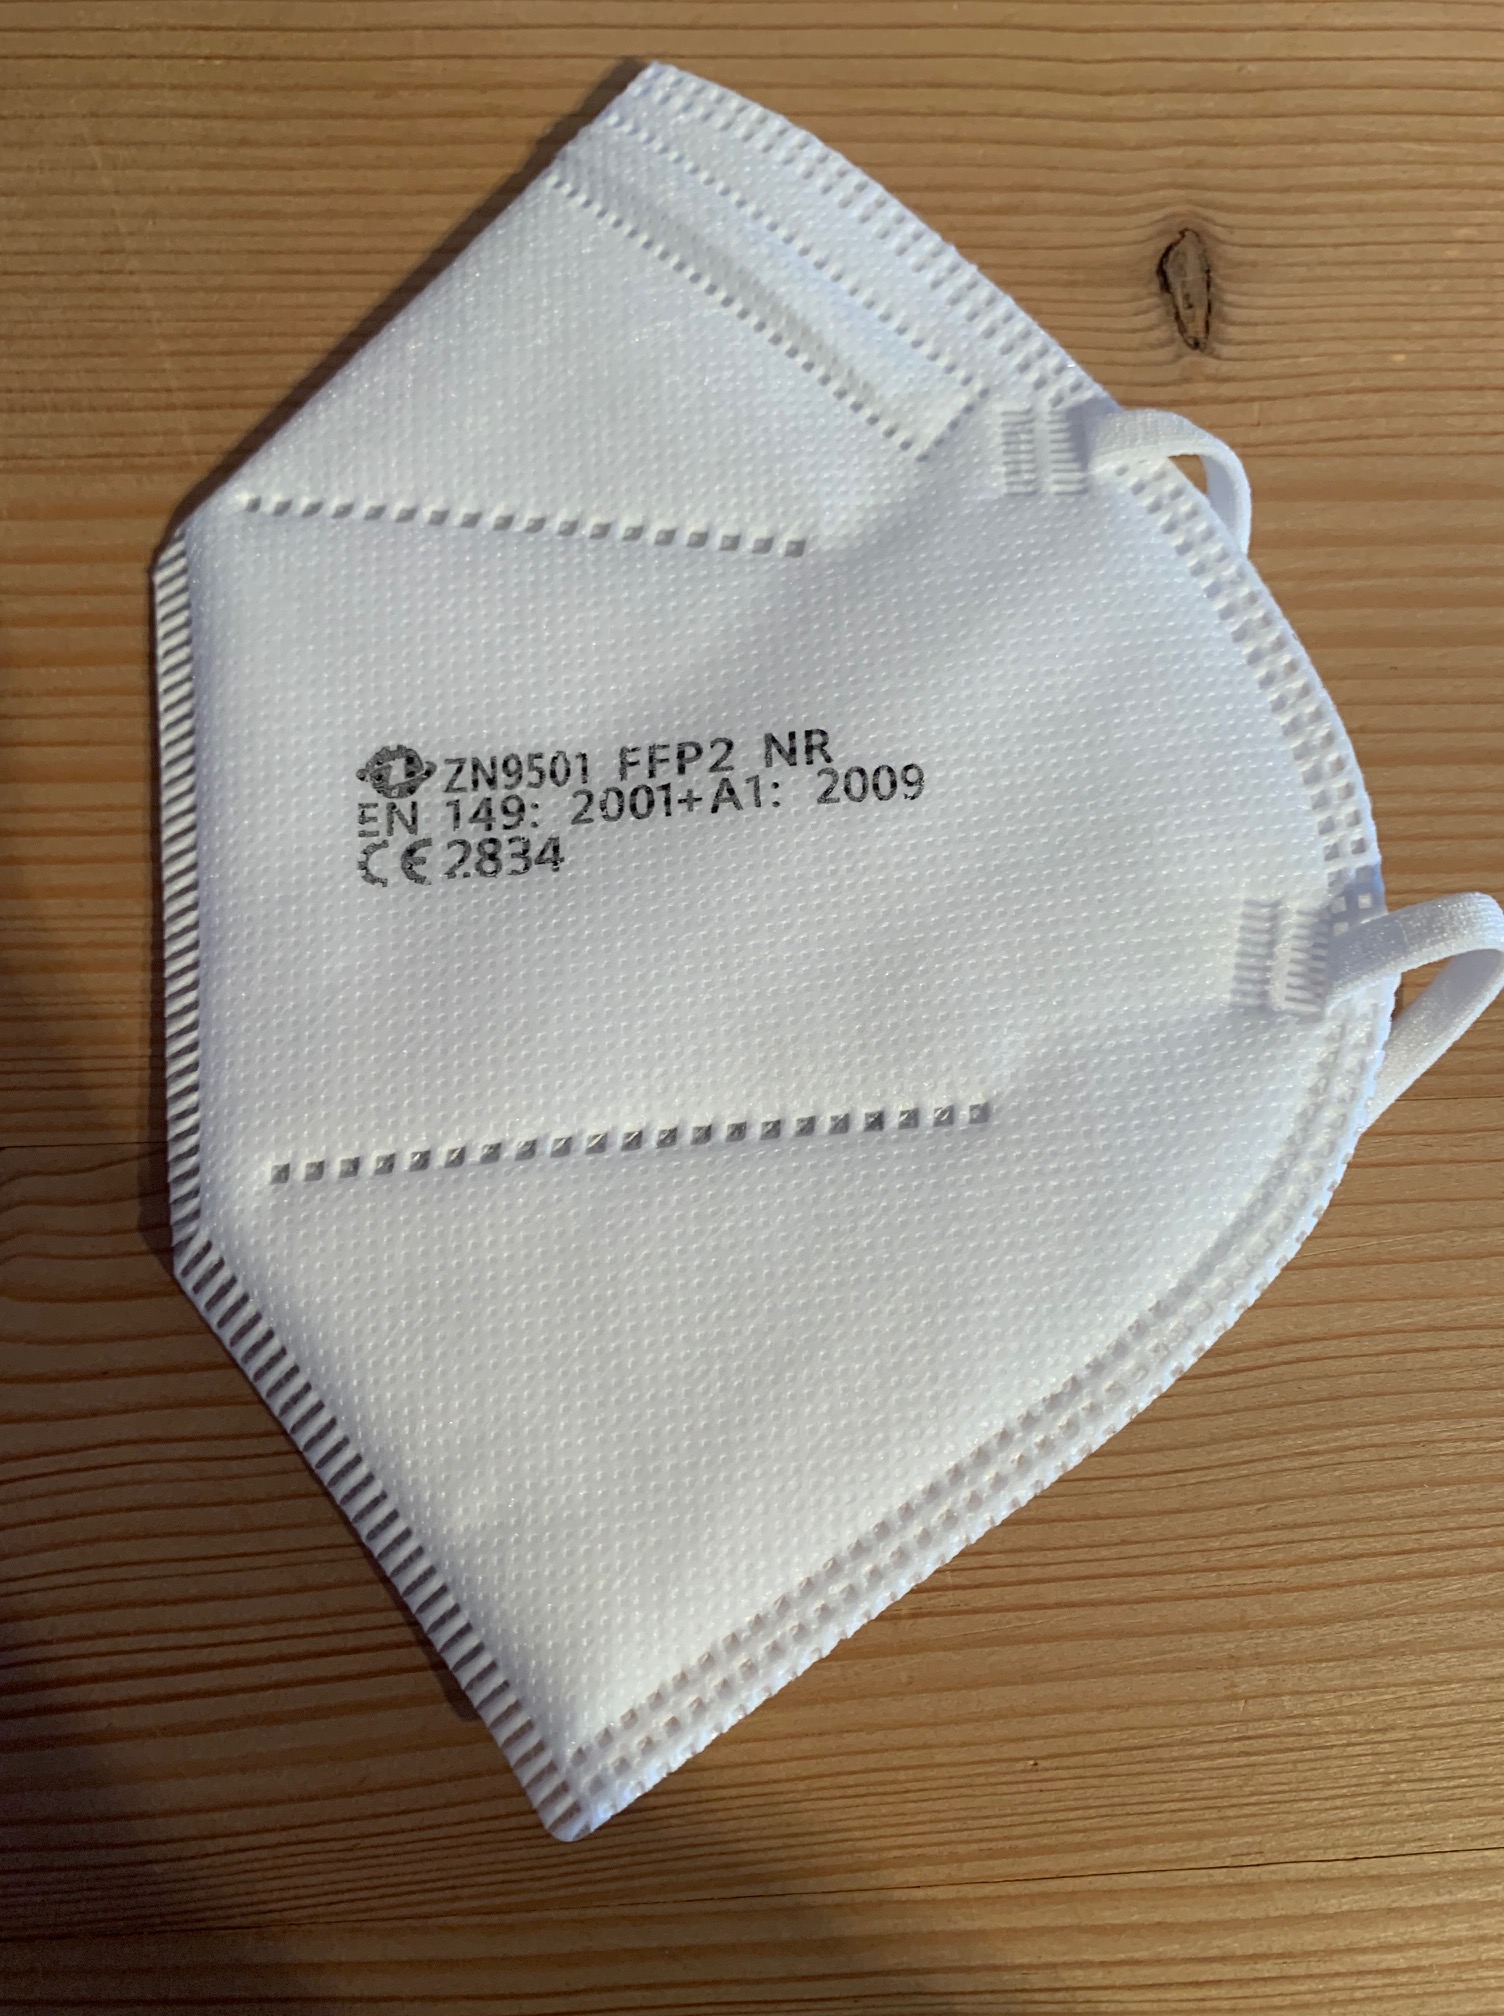 ZN9501 FFP2 NR
EN 149: 2001+A1: 2009
CE 2834